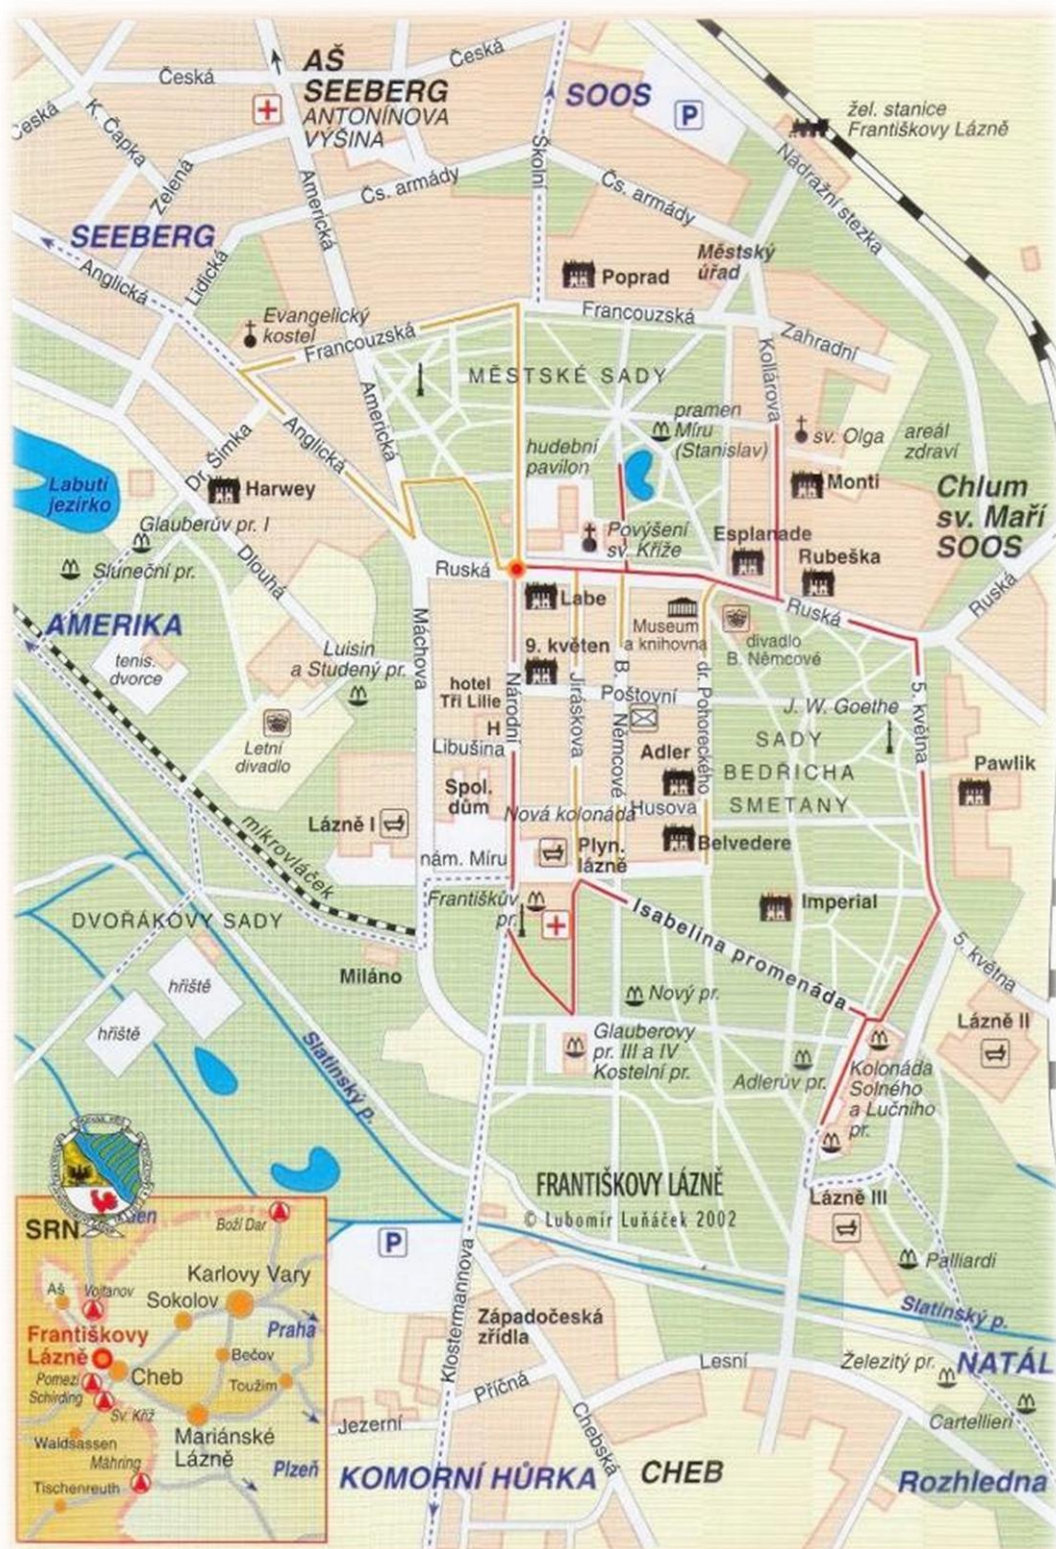 AŠ
SEEBERG
ANTONÍNOVA
VÝŠINA
Česká
Česká
Česká
K. Čapka
Zelená
Americká
Čs. armády
Školní
SOOS
P
žel. stanice
Františkovy Lázně
Nádražní stezka
Čs. armády
SEEBERG
Anglická
Lidická
Městský
úřad
Poprad
Evangelický
kostel
Francouzská
Francouzská
Zahradní
Kollárova
MĚSTSKÉ SADY
Americká
Anglická
Dr. Šimka
hudební
pavilon
pramen
Míru
(Stanislav)
sv. Olga
areál
zdraví
Monti
Labutí
jezírko
Harwey
Chlum
sv. Maří
SOOS
Glauberův pr. I
Sluneční pr.
Dlouhá
Povýšení
sv. Kříže
Esplanade
Rubeška
Ruská
Ruská
Ruská
Labe
AMERIKA
Máchova
Museum
a knihovna
divadlo
B. Němcové
9. květen
tenis.
dvorce
Luisin
a Studený pr.
hotel
Tři Lilie
H
Národní
Jiráskova
B. Němcové
Poštovní
dr. Pohoreckého
J. W. Goethe
5. května
Letní
divadlo
Libušina
Adler
SADY
BEDŘICHA
SMETANY
Pawlik
Spol.
dům
Nová kolonáda
Husova
Lázně I
mikrovláček
nám. Míru
Plyn.
lázně
Belvedere
Františkův
pr.
Isabelina promenáda
Imperial
DVOŘÁKOVY SADY
5. května
hřiště
hřiště
Miláno
Nový pr.
Lázně II
Glauberovy
pr. III a IV
Kostelní pr.
Adlerův pr.
Kolonáda
Solného
a Lučního
pr.
Slatinský p.
FRANTIŠKOVY LÁZNĚ
© Lubomír Luňáček 2002
Lázně III
P
Palliardi
Slatinský p.
Klostermannova
Západočeská
zřídla
Lesní
Železitý pr.
NATÁL
Příčná
Jezerní
Chebská
Cartellieri
KOMORNÍ HŮRKA
CHEB
Rozhledna
SRN
Boží Dar
Karlovy Vary
Aš
Vojtanov
Sokolov
Praha
Františkovy
Lázně
Bečov
Pomezí
Schirding
Cheb
Toužim
Sv. Kříž
Mariánské
Lázně
Waldsassen
Mähring
Plzeň
Tischenreuth